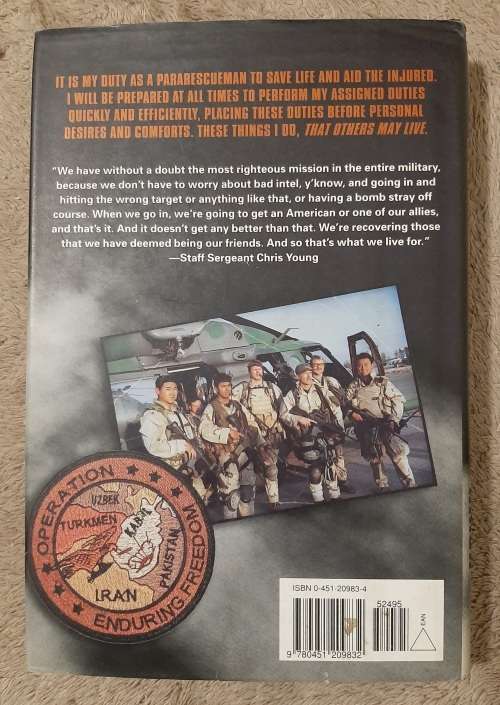 IT IS MY DUTY AS A PARARESCUEMAN TO SAVE LIFE AND AID THE INJURED.
I WILL BE PREPARED AT ALL TIMES TO PERFORM MY ASSIGNED DUTIES
QUICKLY AND EFFICIENTLY, PLACING THESE DUTIES BEFORE PERSONAL
DESIRES AND COMFORTS. THESE THINGS I DO, THAT OTHERS MAY LIVE.
"We have without a doubt the most righteous mission in the entire military,
because we don't have to worry about bad intel, y'know, and going in and
hitting the wrong target or anything like that, or having a bomb stray off
course. When we go in, we're going to get an American or one of our allies,
and that's it. And it doesn't get any better than that. We're recovering those
that we have deemed being our friends. And so that's what we live for."
—Staff Sergeant Chris Young
OPERATION
UZBEK
TURKMEN
KABUL
PAKISTAN
IRAN
ENDURING FREEDOM
ISBN 0-451-20983-4
52495
EAN
9 780451 209832